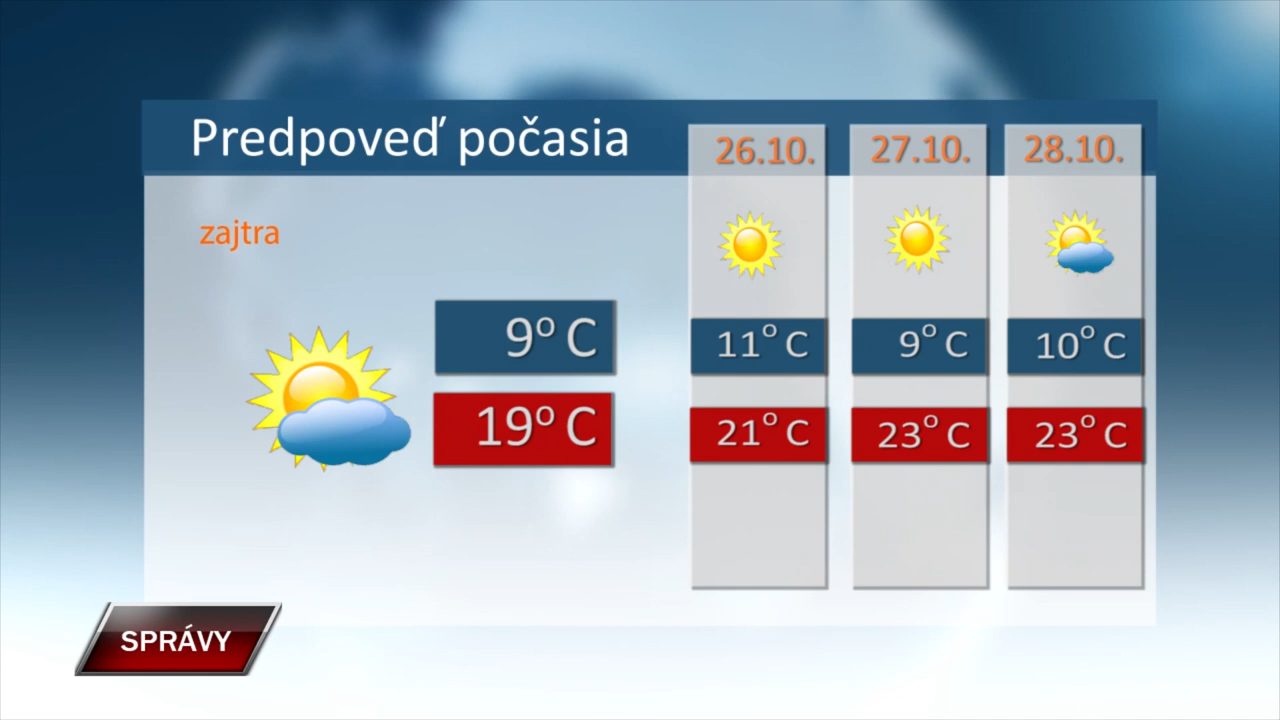 Predpoveď počasia
zajtra
9° C
19° C
26.10.
11° C
21° C
27.10.
9° C
23° C
28.10.
10° C
23° C
SPRÁVY